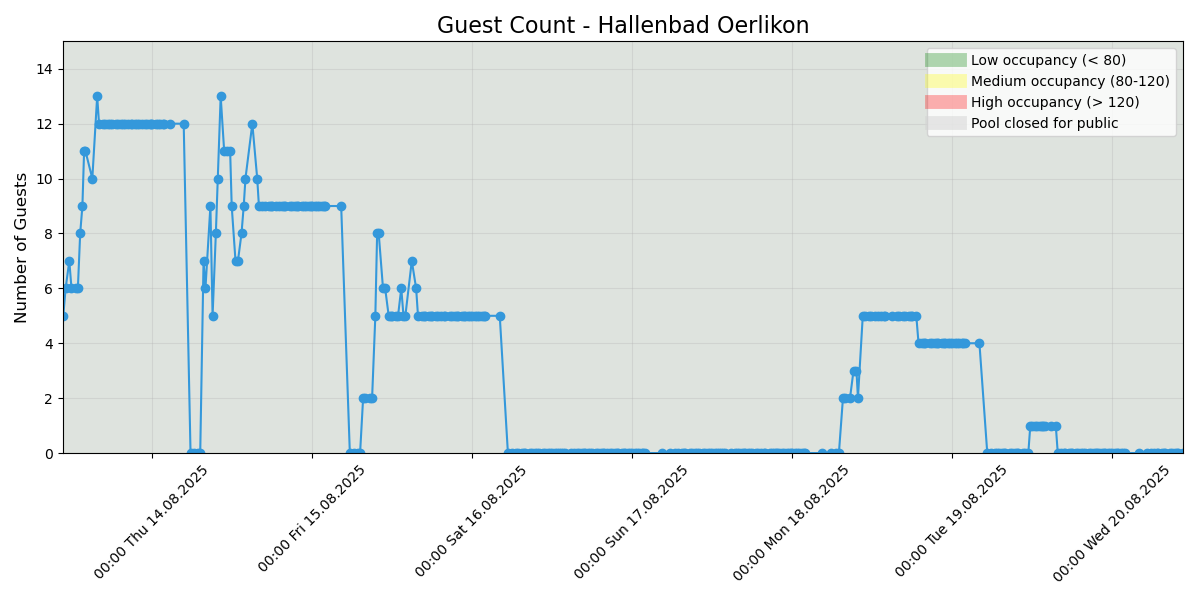 Guest Count - Hallenbad Oerlikon
Low occupancy (< 80)
Medium occupancy (80-120)
High occupancy (> 120)
Pool closed for public
Number of Guests
14
12
10
8
6
4
2
0
00:00 Thu 14.08.2025
00:00 Fri 15.08.2025
00:00 Sat 16.08.2025
00:00 Sun 17.08.2025
00:00 Mon 18.08.2025
00:00 Tue 19.08.2025
00:00 Wed 20.08.2025